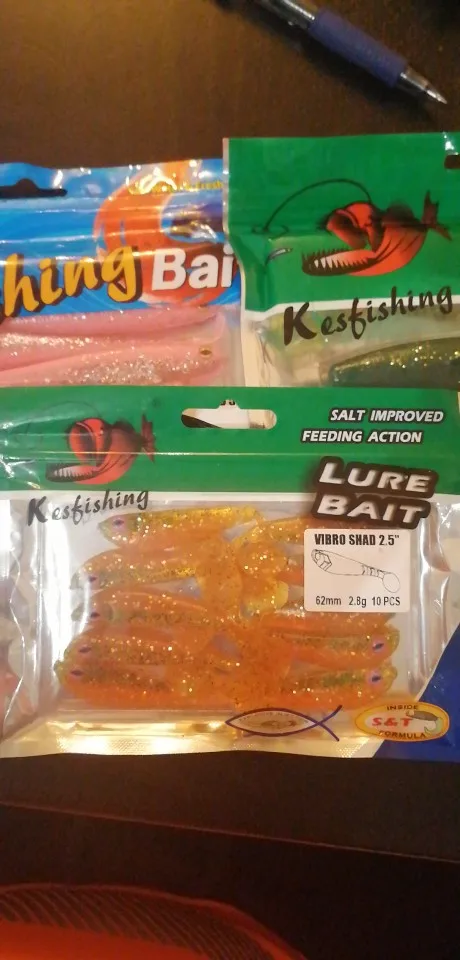 hing Bai
Kesfishing
SALT IMPROVED
FEEDING ACTION
Kesfishing
LURE
BAIT
VIBRO SHAD 2.5"
62mm 2.8g 10 PCS
INSIDE
S&T
FORMULA